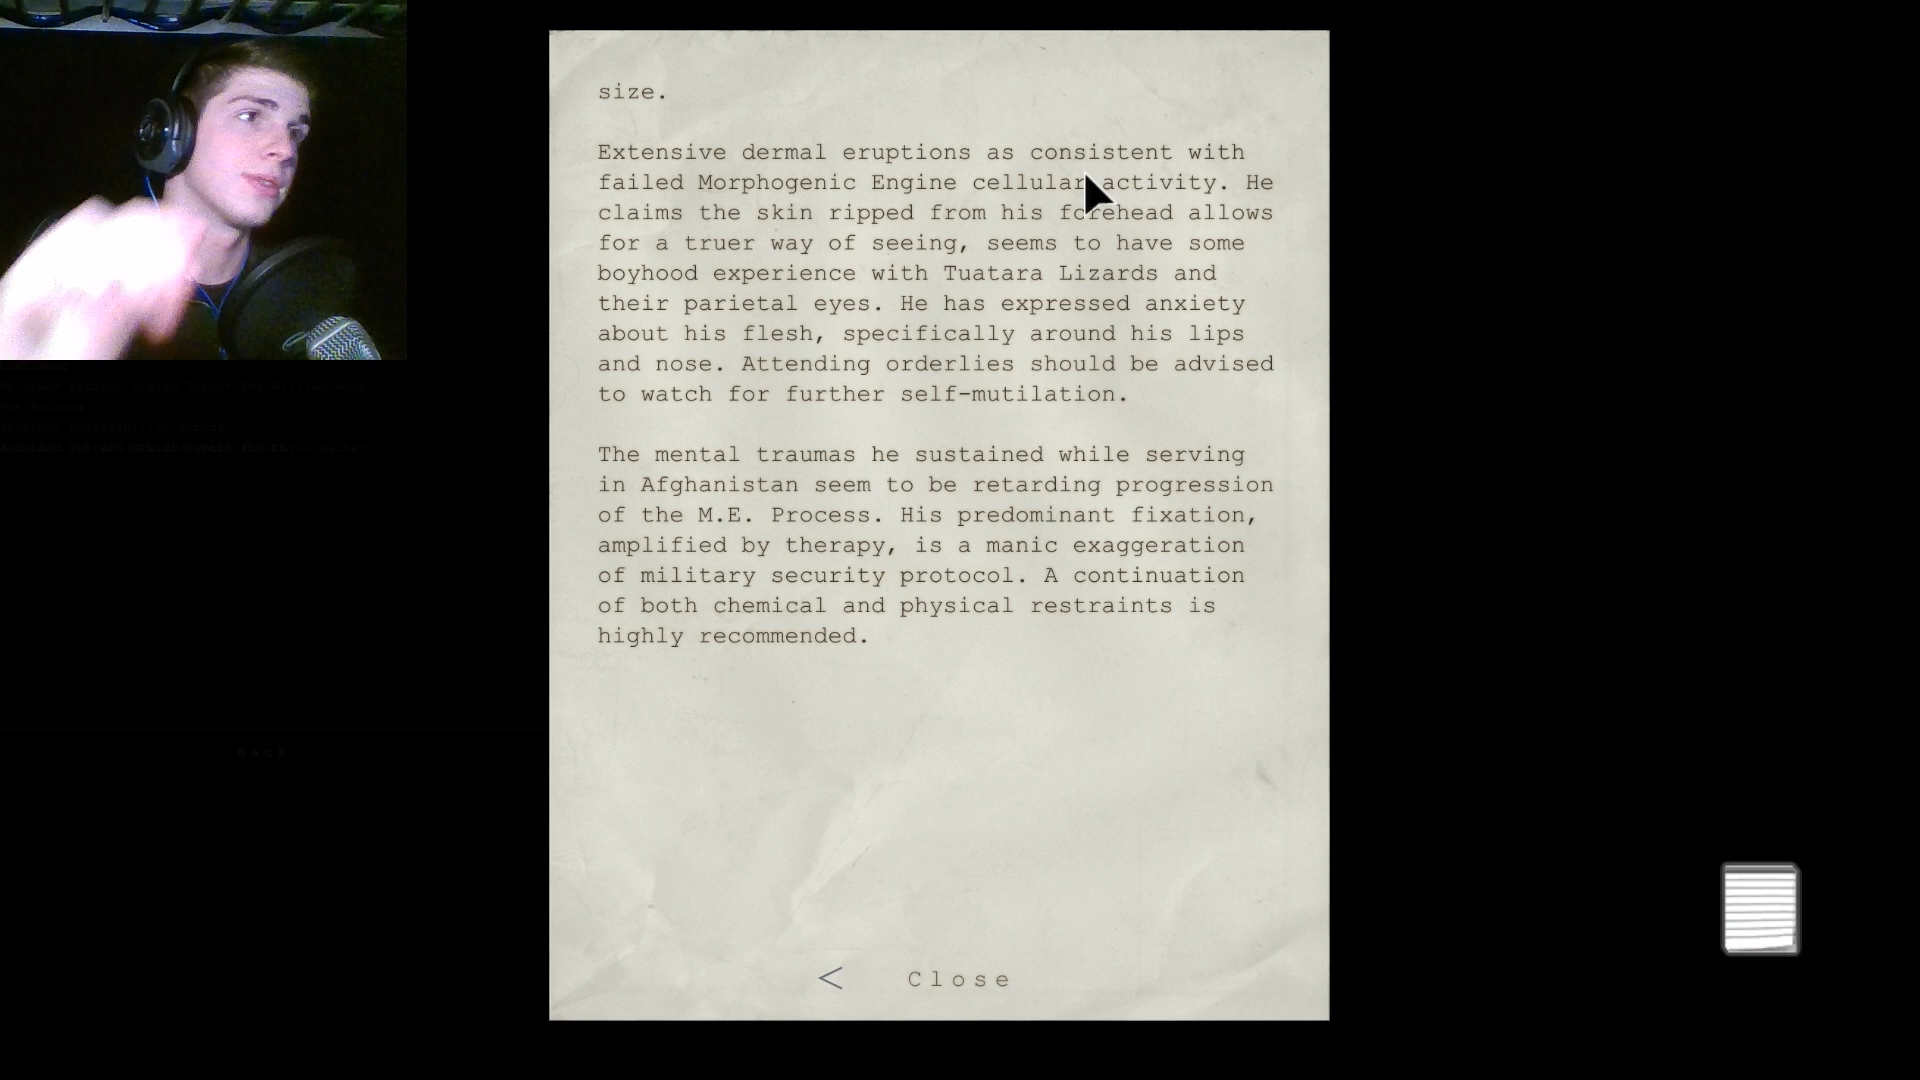 size.
Extensive dermal eruptions as consistent with
failed Morphogenic Engine cellular activity. He
claims the skin ripped from his forehead allows
for a truer way of seeing, seems to have some
boyhood experience with Tuatara Lizards and
their parietal eyes. He has expressed anxiety
about his flesh, specifically around his lips
and nose. Attending orderlies should be advised
to watch for further self-mutilation.
The mental traumas he sustained while serving
in Afghanistan seem to be retarding progression
of the M.E. Process. His predominant fixation,
amplified by therapy, is a manic exaggeration
of military security protocol. A continuation
of both chemical and physical restraints is
highly recommended.
Back
< Close